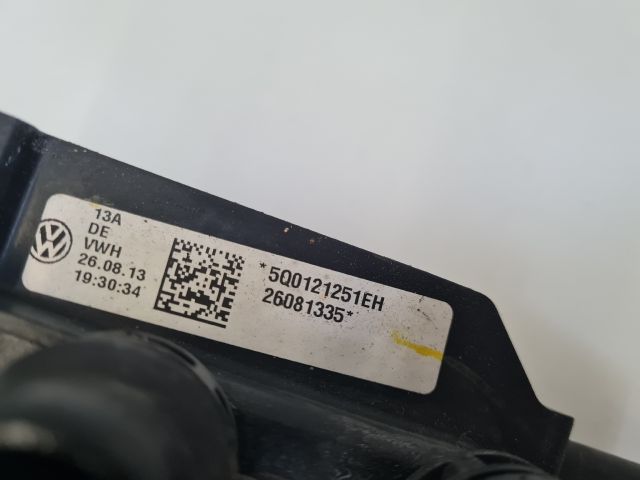 13A
DE
VWH
26.08.13
19:30:34
*5Q0121251EH
26081335*